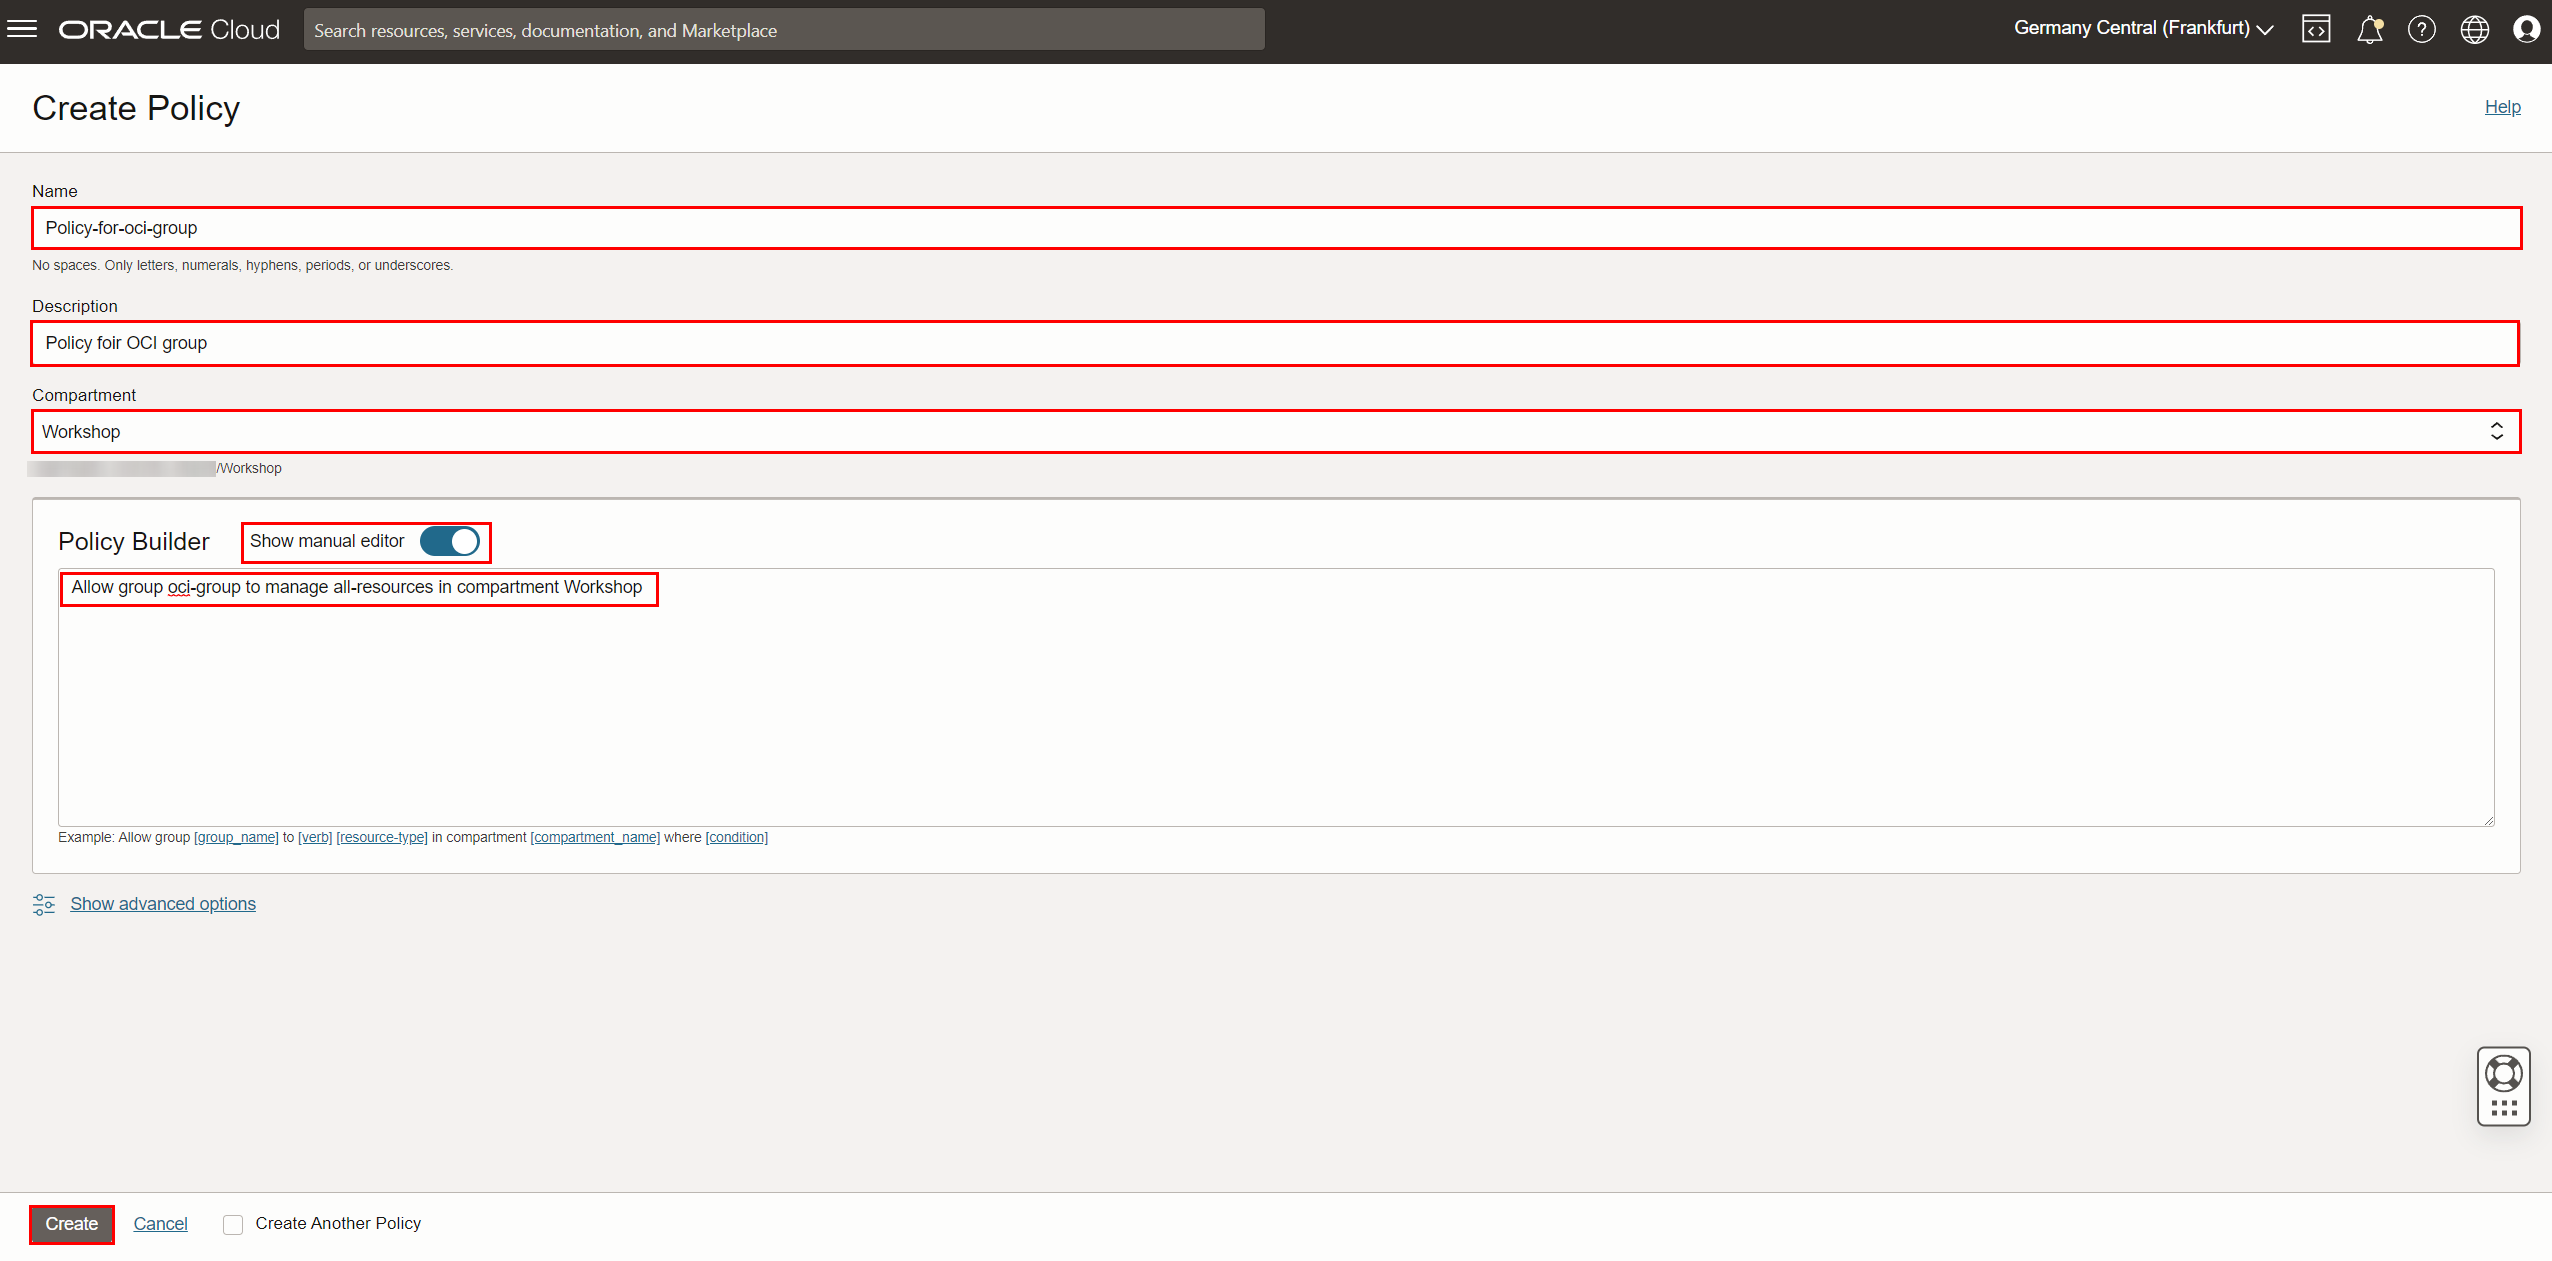 ORACLE Cloud
Search resources, services, documentation, and Marketplace
Germany Central (Frankfurt)
Create Policy
Help
Name
Policy-for-oci-group
No spaces. Only letters, numerals, hyphens, periods, or underscores.
Description
Policy foir OCI group
Compartment
Workshop
/Workshop
Policy Builder
Show manual editor
Allow group oci-group to manage all-resources in compartment Workshop
Example: Allow group [group_name] to [verb] [resource-type] in compartment [compartment_name] where [condition]
Show advanced options
Create
Cancel
Create Another Policy